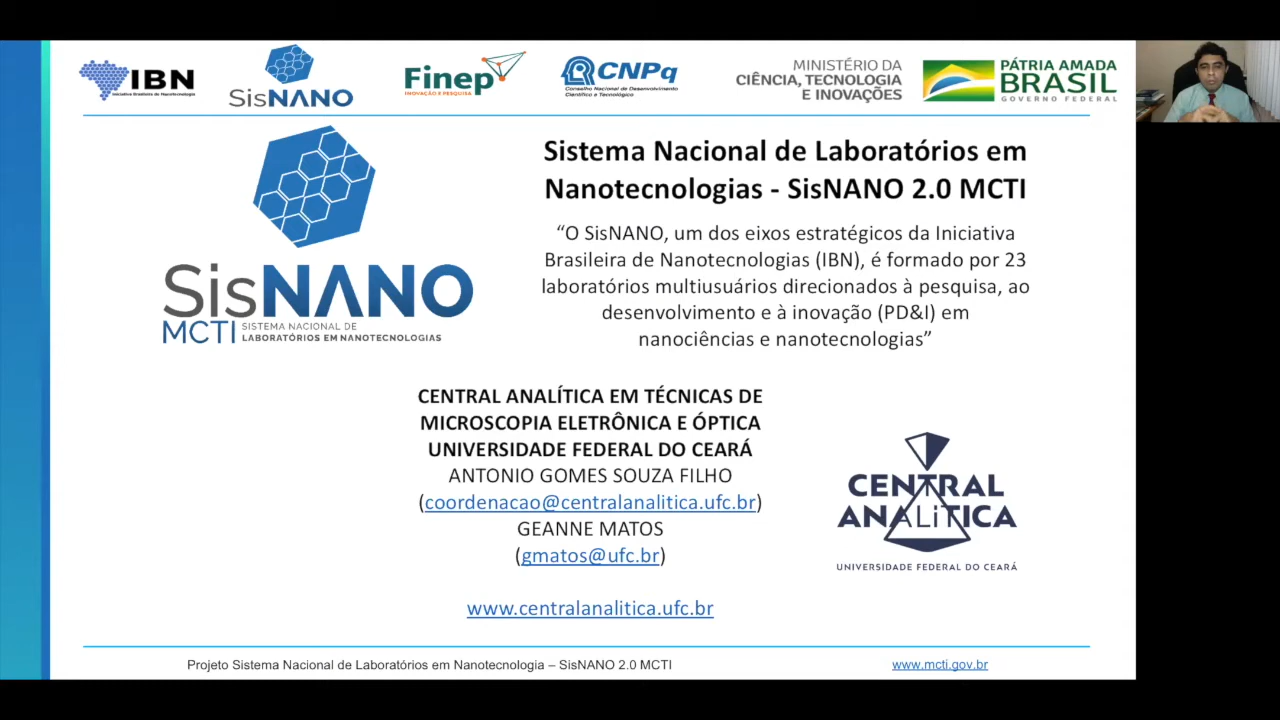 IBN
Iniciativa Brasileira de Nanotecnologia
SisNANO
Finep
INOVAÇÃO E PESQUISA
CNPq
Conselho Nacional de Desenvolvimento
Científico e Tecnológico
MINISTÉRIO DA
CIÊNCIA, TECNOLOGIA
E INOVAÇÕES
PÁTRIA AMADA
BRASIL
GOVERNO FEDERAL
SisNANO
MCTI SISTEMA NACIONAL DE
LABORATÓRIOS EM NANOTECNOLOGIAS
Sistema Nacional de Laboratórios em
Nanotecnologias - SisNANO 2.0 MCTI
“O SisNANO, um dos eixos estratégicos da Iniciativa
Brasileira de Nanotecnologias (IBN), é formado por 23
laboratórios multiusuários direcionados à pesquisa, ao
desenvolvimento e à inovação (PD&I) em
nanociências e nanotecnologias”
CENTRAL ANALÍTICA EM TÉCNICAS DE
MICROSCOPIA ELETRÔNICA E ÓPTICA
UNIVERSIDADE FEDERAL DO CEARÁ
ANTONIO GOMES SOUZA FILHO
(coordenacao@centralanalitica.ufc.br)
GEANNE MATOS
(gmatos@ufc.br)
www.centralanalitica.ufc.br
CENTRAL
ANALíTICA
UNIVERSIDADE FEDERAL DO CEARÁ
Projeto Sistema Nacional de Laboratórios em Nanotecnologia – SisNANO 2.0 MCTI
www.mcti.gov.br